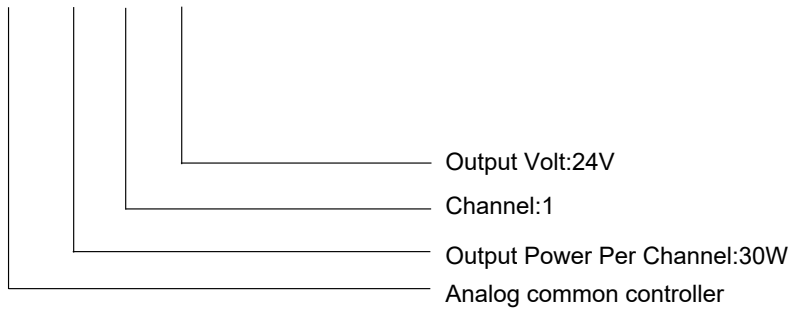 Output Volt:24V
Channel:1
Output Power Per Channel:30W
Analog common controller